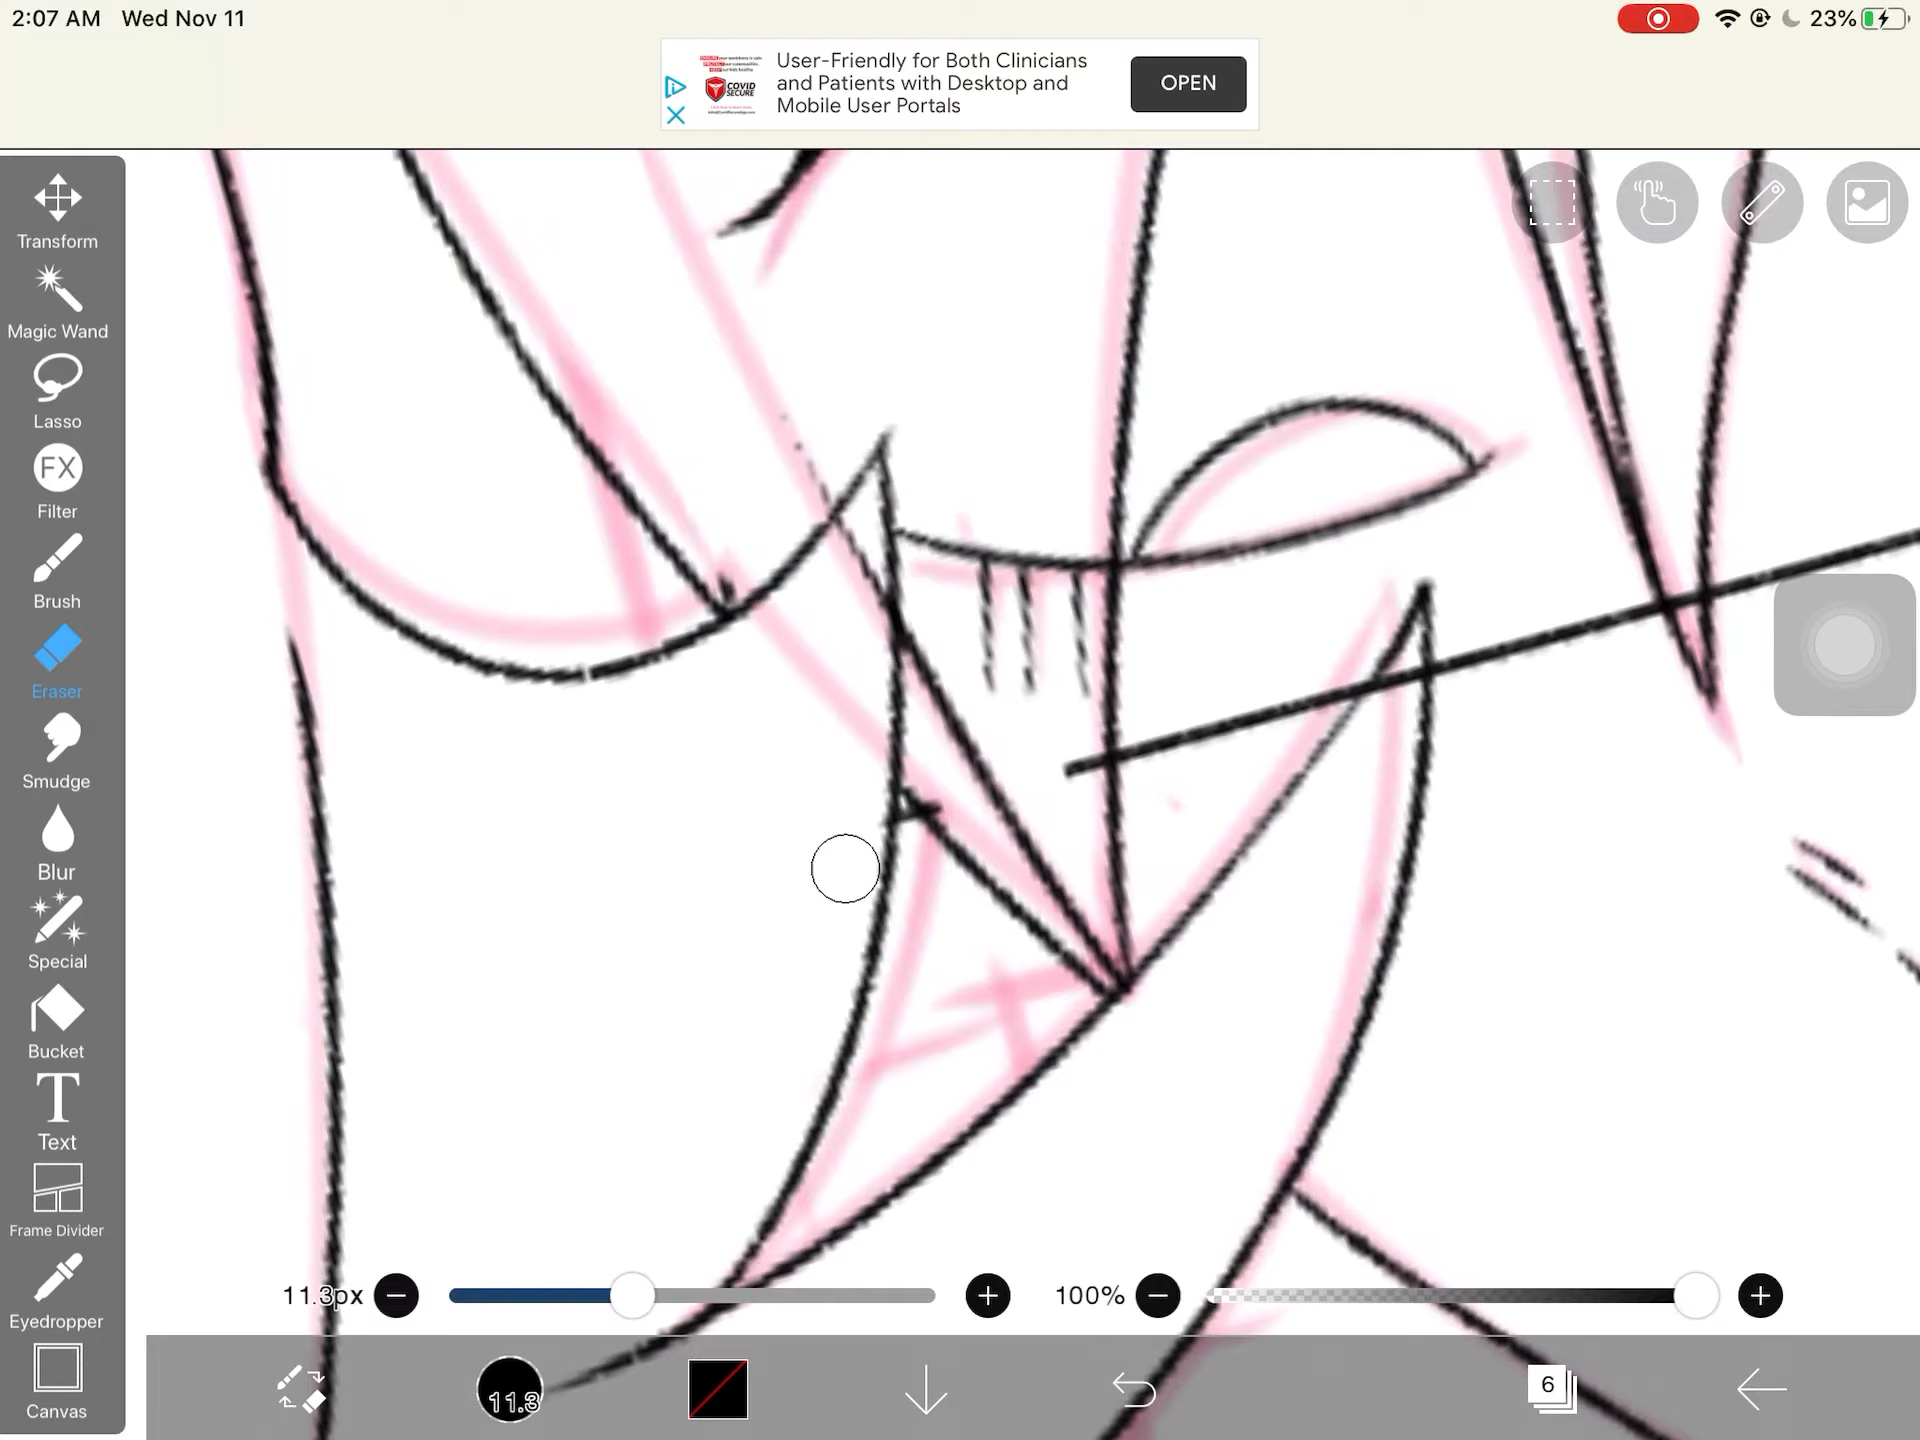 2:07 AM Wed Nov 11
23%
User-Friendly for Both Clinicians
and Patients with Desktop and
Mobile User Portals
COVID
SECURE
OPEN
Transform
Magic Wand
Lasso
FX
Filter
Brush
Eraser
Smudge
Blur
Special
Bucket
T
Text
Frame Divider
Eyedropper
Canvas
11.3px
100%
11.3
6